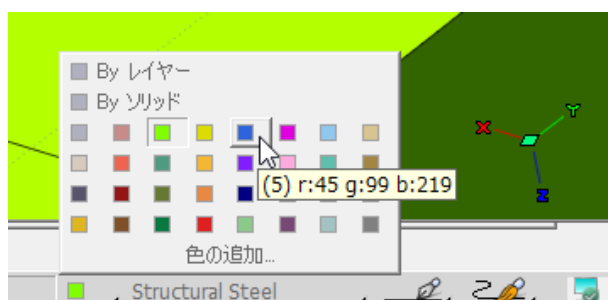 By レイヤー
By ソリッド
X
Y
(5) r:45 g:99 b:219
Z
色の追加...
Structural Steel